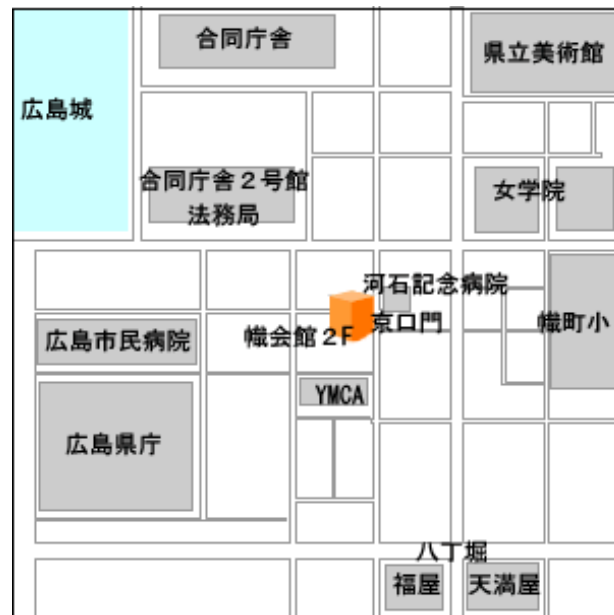 合同庁舎
県立美術館
広島城
合同庁舎２号館
法務局
女学院
河石記念病院
広島市民病院
幟会館２F
京口門
幟町小
YMCA
広島県庁
八丁堀
福屋
天満屋